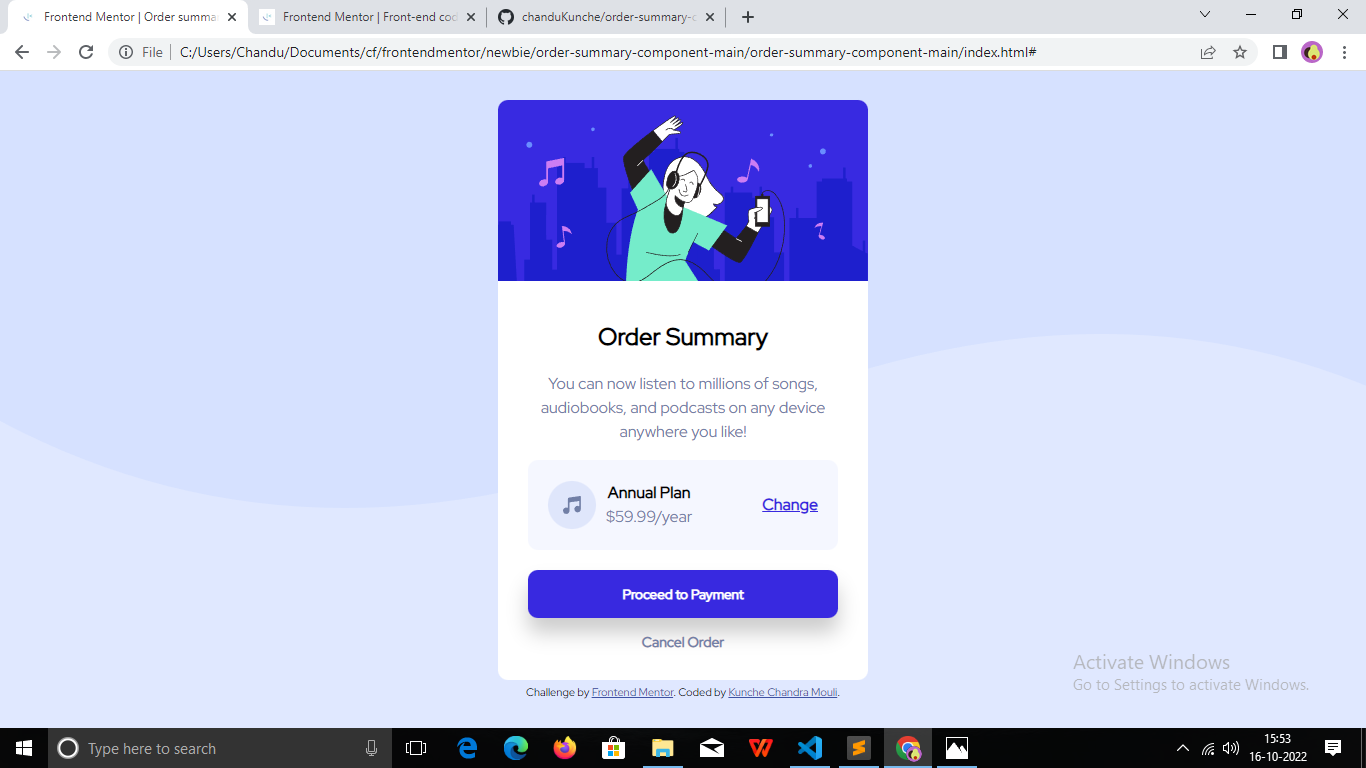 Frontend Mentor | Order summa
Frontend Mentor | Front-end cod
chanduKunche/order-summary-c
File
C:/Users/Chandu/Documents/cf/frontendmentor/newbie/order-summary-component-main/order-summary-component-main/index.html#
Order Summary
You can now listen to millions of songs,
audiobooks, and podcasts on any device
anywhere you like!
Annual Plan
$59.99/year
Change
Proceed to Payment
Cancel Order
Challenge by Frontend Mentor. Coded by Kunche Chandra Mouli.
Activate Windows
Go to Settings to activate Windows.
Type here to search
15:53
16-10-2022